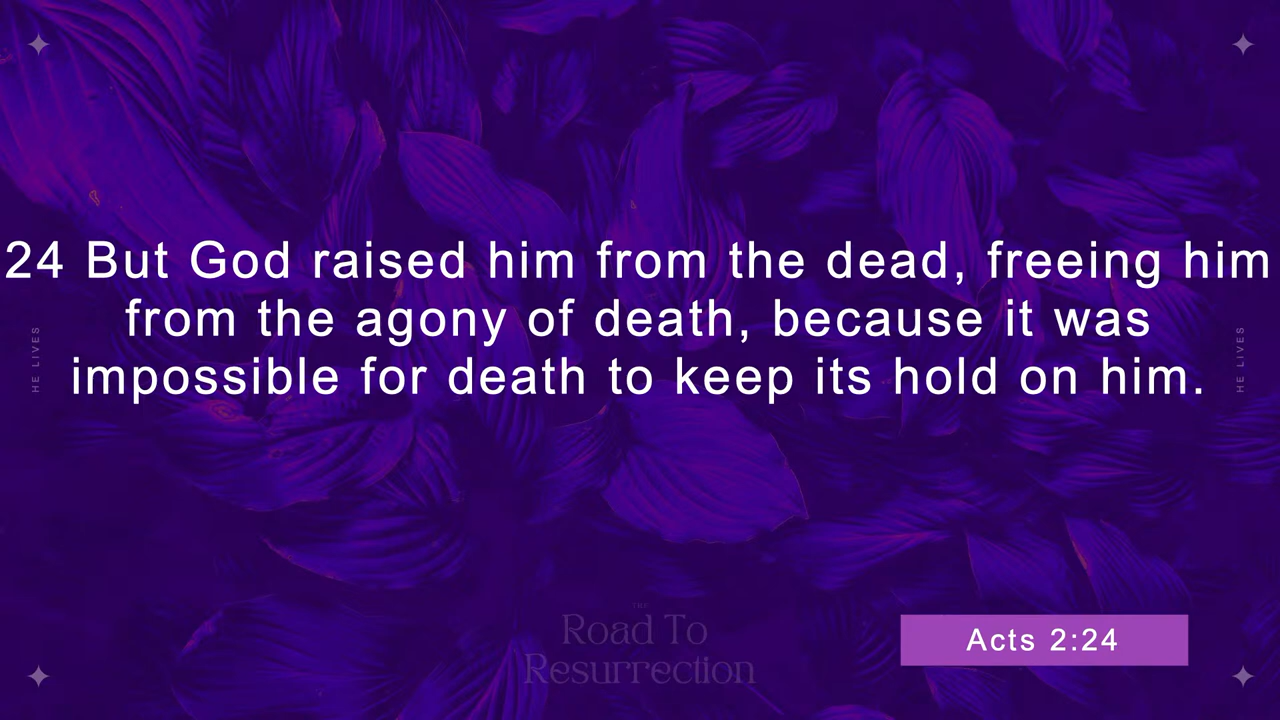 24 But God raised him from the dead, freeing him
from the agony of death, because it was
impossible for death to keep its hold on him.
HE LIVES
HE LIVES
THE
Road To
Resurrection
Acts 2:24